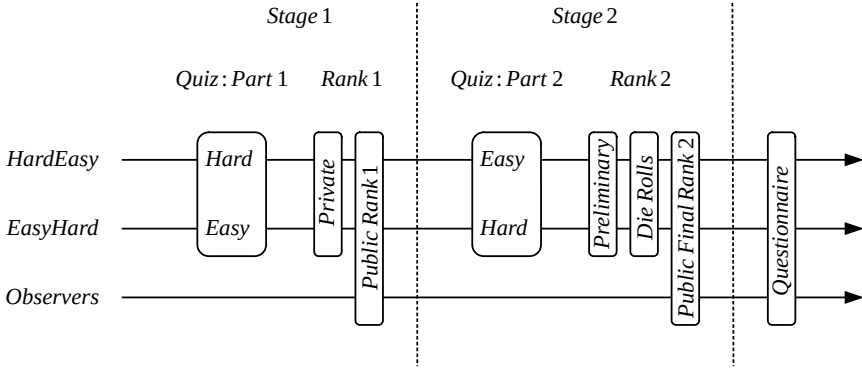 Stage 1
Stage 2
Quiz: Part 1
Rank 1
Quiz: Part 2
Rank 2
HardEasy
Hard
Easy
EasyHard
Easy
Hard
Observers
Private
Public Rank 1
Preliminary
Die Rolls
Public Final Rank 2
Questionnaire